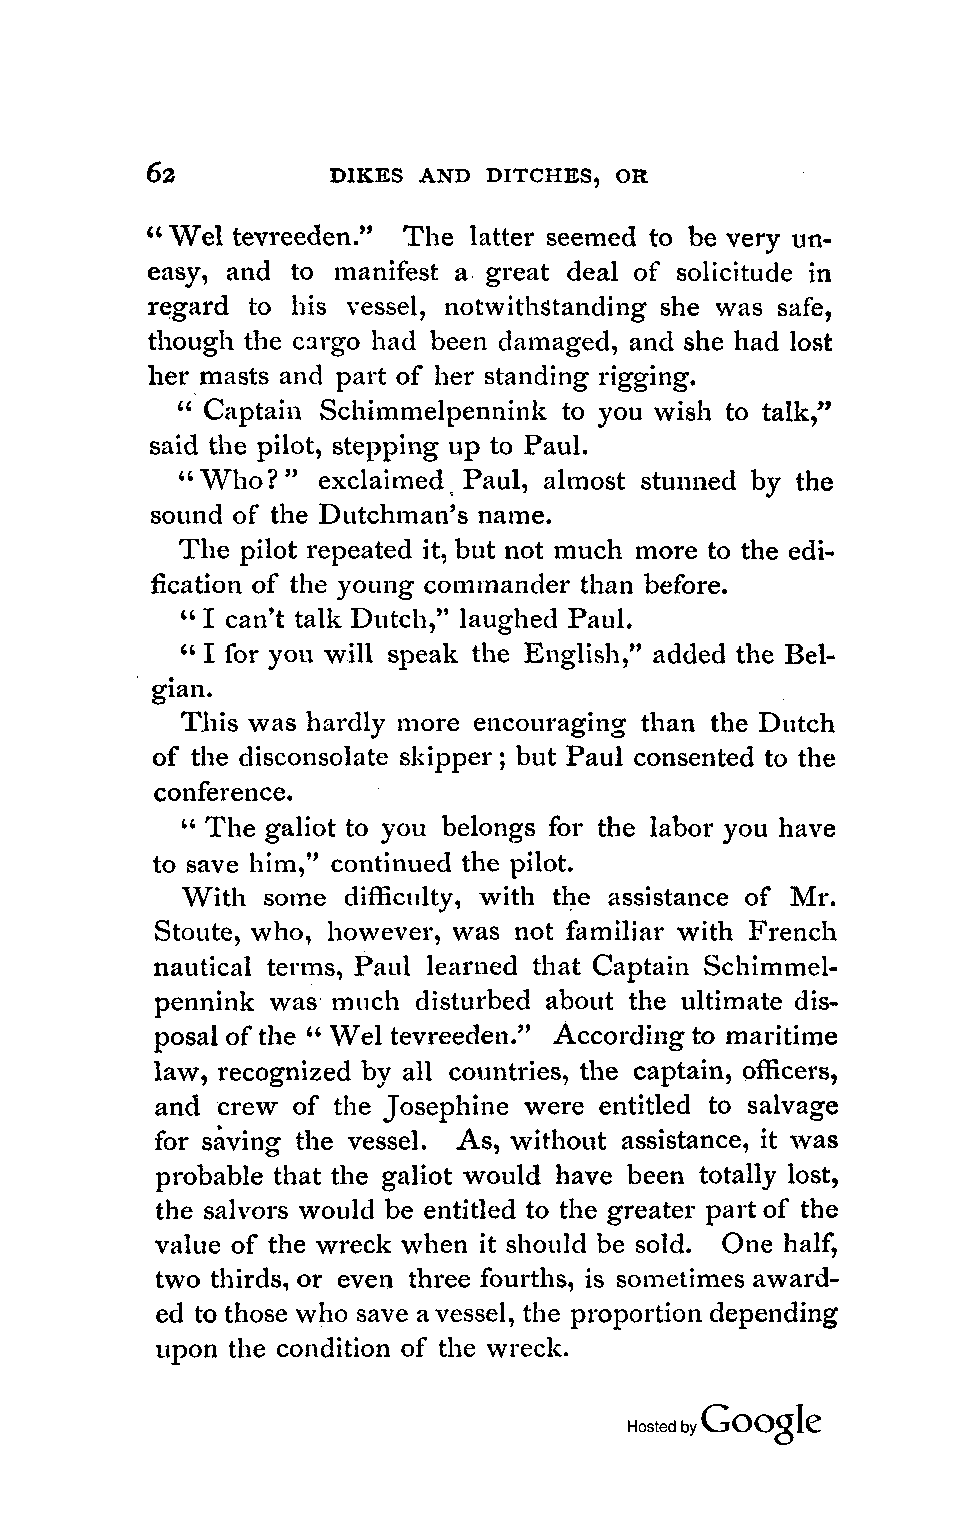 62 DIKES AND DITCHES, OR
“ Wel tevreeden.” The latter seemed to be very un-
easy, and to manifest a great deal of solicitude in
regard to his vessel, notwithstanding she was safe,
though the cargo had been damaged, and she had lost
her masts and part of her standing rigging.
“ Captain Schimmelpennink to you wish to talk,”
said the pilot, stepping up to Paul.
“ Who? ” exclaimed Paul, almost stunned by the
sound of the Dutchman’s name.
The pilot repeated it, but not much more to the edi-
fication of the young commander than before.
“ I can’t talk Dutch,” laughed Paul.
“ I for you will speak the English,” added the Bel-
gian.
This was hardly more encouraging than the Dutch
of the disconsolate skipper ; but Paul consented to the
conference.
“ The galiot to you belongs for the labor you have
to save him,” continued the pilot.
With some difficulty, with the assistance of Mr.
Stoute, who, however, was not familiar with French
nautical terms, Paul learned that Captain Schimmel-
pennink was much disturbed about the ultimate dis-
posal of the “ Wel tevreeden.” According to maritime
law, recognized by all countries, the captain, officers,
and crew of the Josephine were entitled to salvage
for saving the vessel. As, without assistance, it was
probable that the galiot would have been totally lost,
the salvors would be entitled to the greater part of the
value of the wreck when it should be sold. One half,
two thirds, or even three fourths, is sometimes award-
ed to those who save a vessel, the proportion depending
upon the condition of the wreck.
Hosted by Google